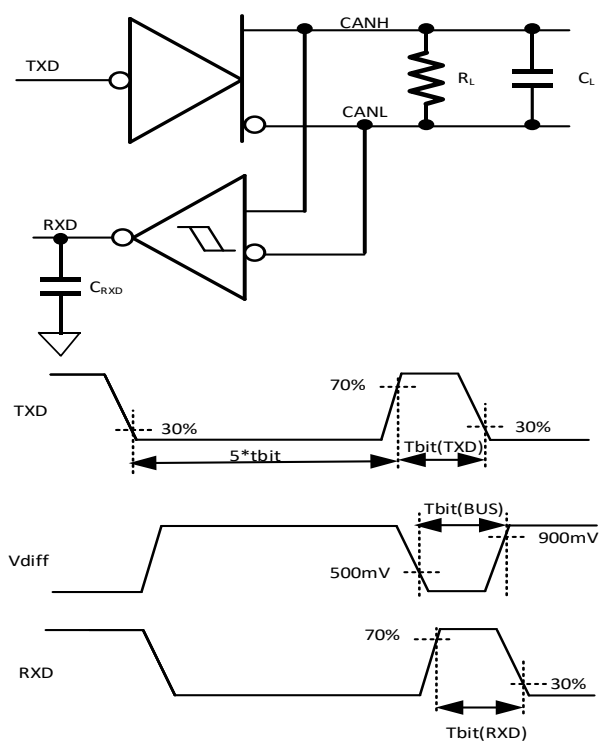 CANH
TXD
RL
CL
CANL
RXD
CRXD
70%
TXD
30%
30%
5*tbit
Tbit(TXD)
Tbit(BUS)
Vdiff
900mV
500mV
70%
RXD
30%
Tbit(RXD)